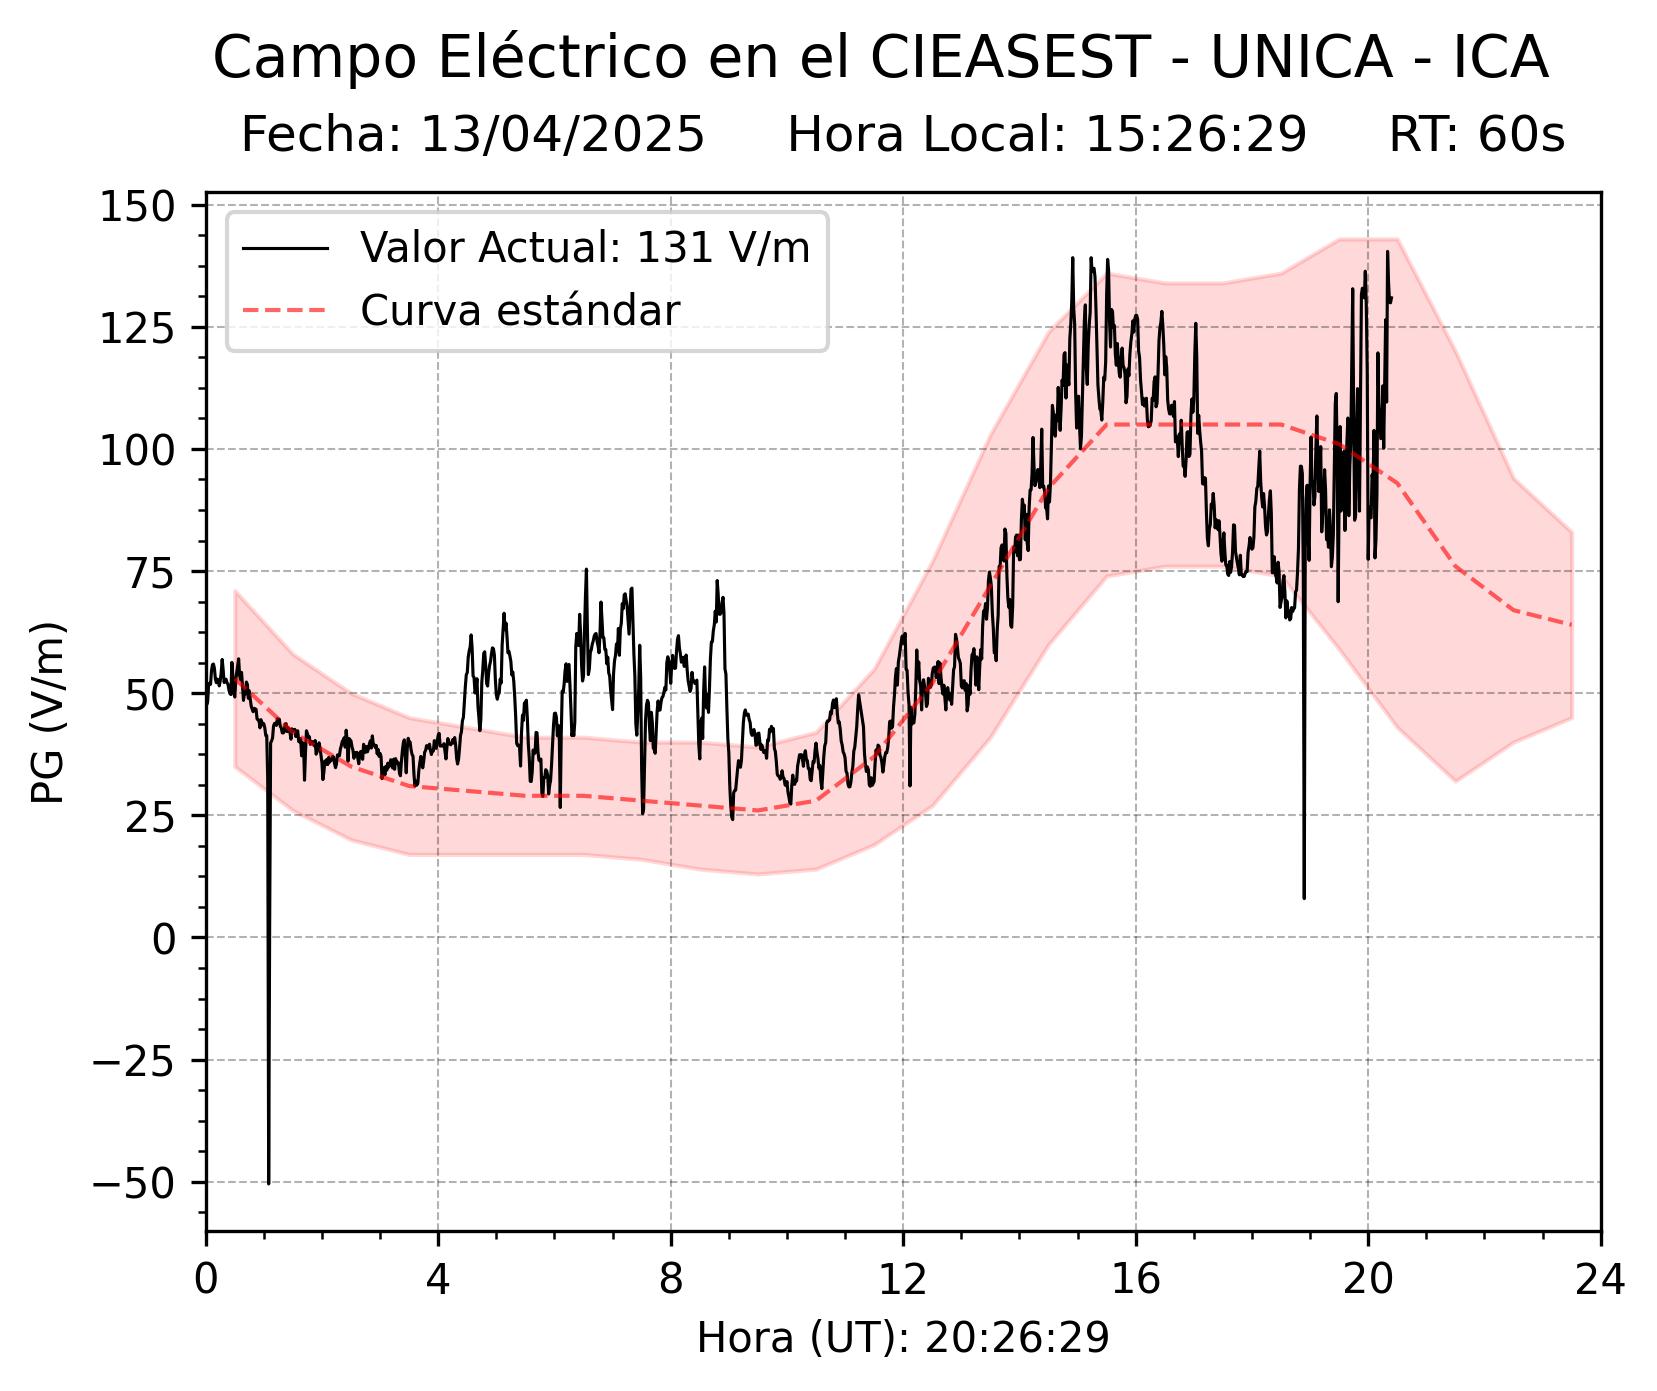 Campo Eléctrico en el CIEASEST - UNICA - ICA
Fecha: 13/04/2025 Hora Local: 15:26:29 RT: 60s
Valor Actual: 131 V/m
Curva estándar
PG (V/m)
150
125
100
75
50
25
0
−25
−50
0 4 8 12 16 20 24
Hora (UT): 20:26:29